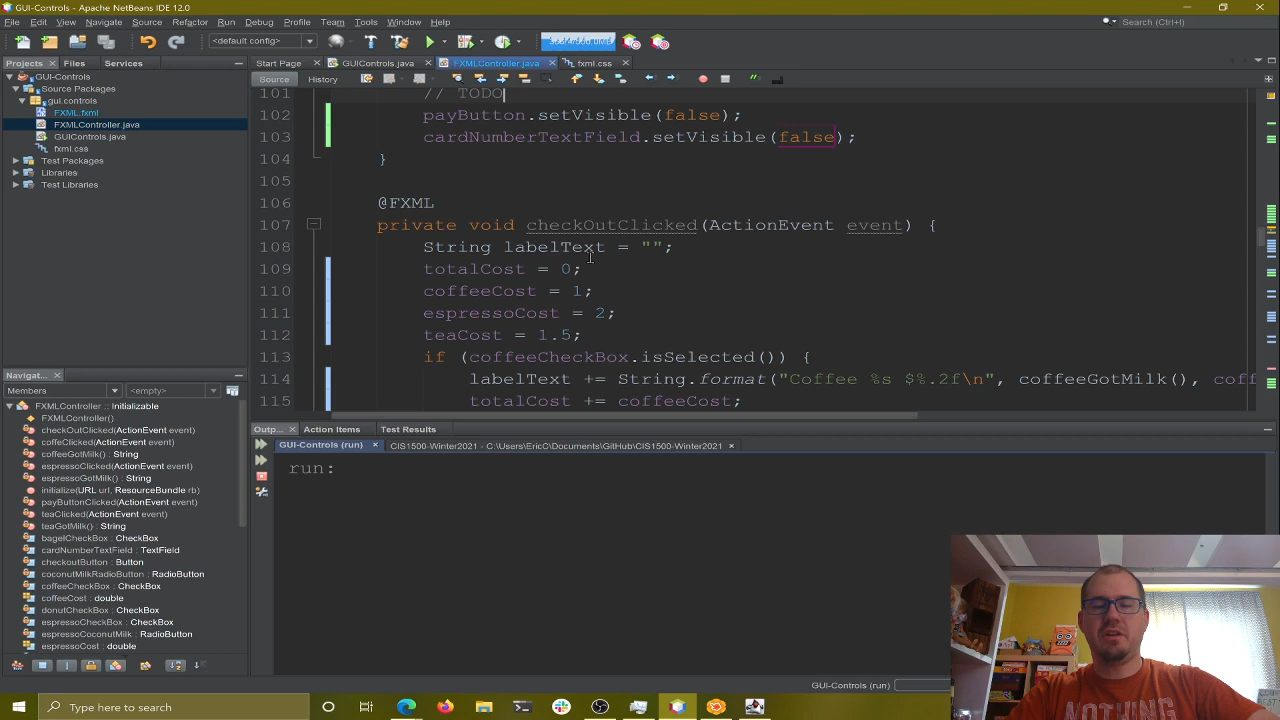 GUI-Controls - Apache NetBeans IDE 12.0
File Edit View Navigate Source Refactor Run Debug Profile Team Tools Window Help
Search (Ctrl+I)
<default config>
Projects Files Services
Start Page GUIControls.java FXMLController.java fxml.css
Source History
GUI-Controls
Source Packages
gui.controls
FXML.fxml
FXMLController.java
GUIControls.java
fxml.css
Test Packages
Libraries
Test Libraries
101 // TODO
102 payButton.setVisible(false);
103 cardNumberTextField.setVisible(false);
104 }
105
106 @FXML
107 private void checkOutClicked(ActionEvent event) {
108 String labelText = "";
109 totalCost = 0;
110 coffeeCost = 1;
111 espressoCost = 2;
112 teaCost = 1.5;
113 if (coffeeCheckBox.isSelected()) {
114 labelText += String.format("Coffee %s $%.2f\n", coffeeGotMilk(), coff
115 totalCost += coffeeCost;
Navigat...
Members <empty>
FXMLController :: Initializable
FXMLController()
checkOutClicked(ActionEvent event)
coffeClicked(ActionEvent event)
coffeeGotMilk() : String
espressoClicked(ActionEvent event)
espressoGotMilk() : String
initialize(URL url, ResourceBundle rb)
payButtonClicked(ActionEvent event)
teaClicked(ActionEvent event)
teaGotMilk() : String
bagelCheckBox : CheckBox
cardNumberTextField : TextField
checkoutButton : Button
coconutMilkRadioButton : RadioButton
coffeeCheckBox : CheckBox
coffeeCost : double
donutCheckBox : CheckBox
espressoCheckBox : CheckBox
espressoCoconutMilk : RadioButton
espressoCost : double
Outp... Action Items Test Results
GUI-Controls (run) CIS1500-Winter2021 - C:\Users\EricC\Documents\GitHub\CIS1500-Winter2021
run:
GUI-Controls (run)
Type here to search
NOTHING